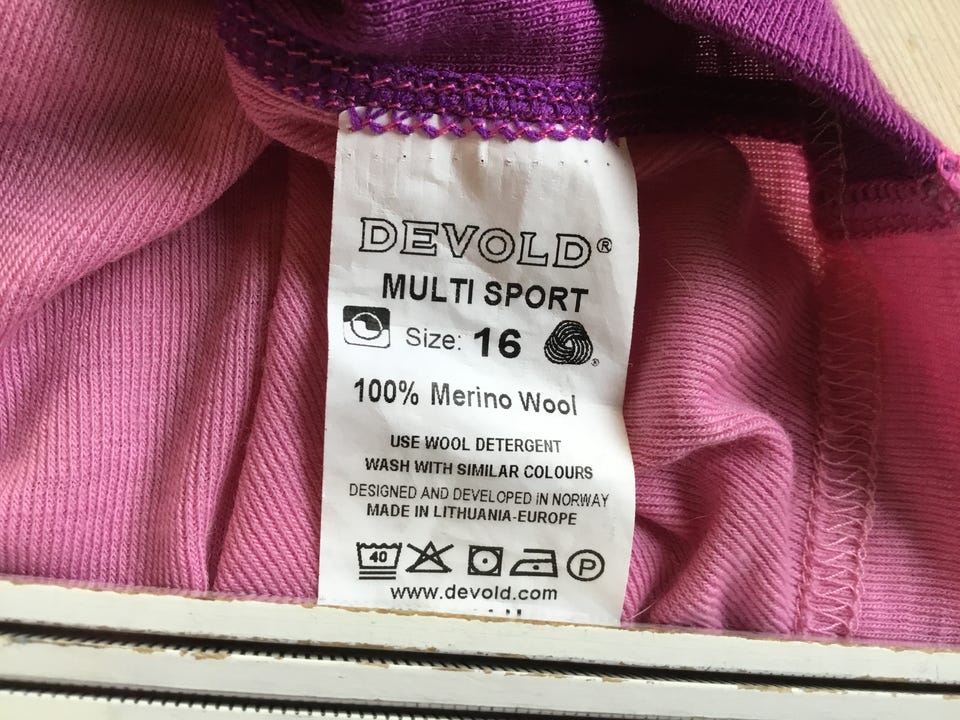 DEVOLD®
MULTI SPORT
Size: 16
100% Merino Wool
USE WOOL DETERGENT
WASH WITH SIMILAR COLOURS
DESIGNED AND DEVELOPED IN NORWAY
MADE IN LITHUANIA-EUROPE
40 P
www.devold.com